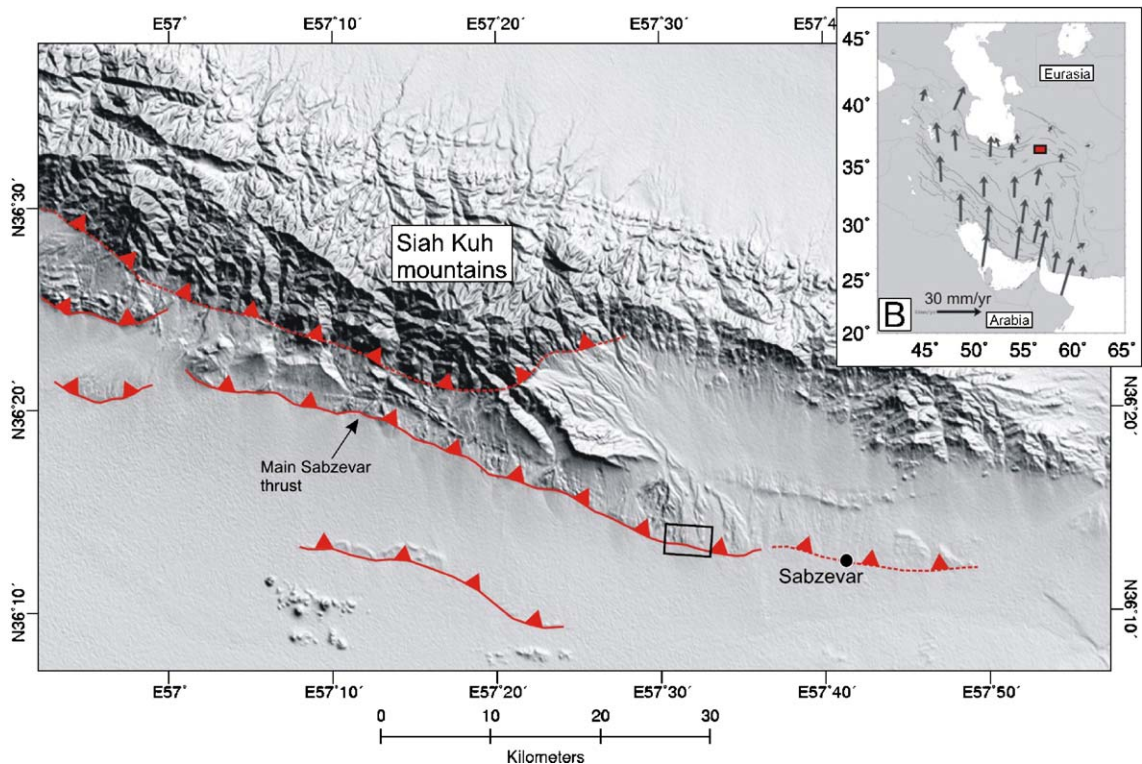 E57°
E57°10'
E57°20'
E57°30'
E57°4
45°
40°
35°
30°
25°
20°
Eurasia
30 mm/yr
B
Arabia
45° 50° 55° 60° 65°
N36°30'
Siah Kuh
mountains
N36°20'
N36°20'
Main Sabzevar
thrust
Sabzevar
N36°10'
N36°10'
E57°
E57°10'
E57°20'
E57°30'
E57°40'
E57°50'
0 10 20 30
Kilometers